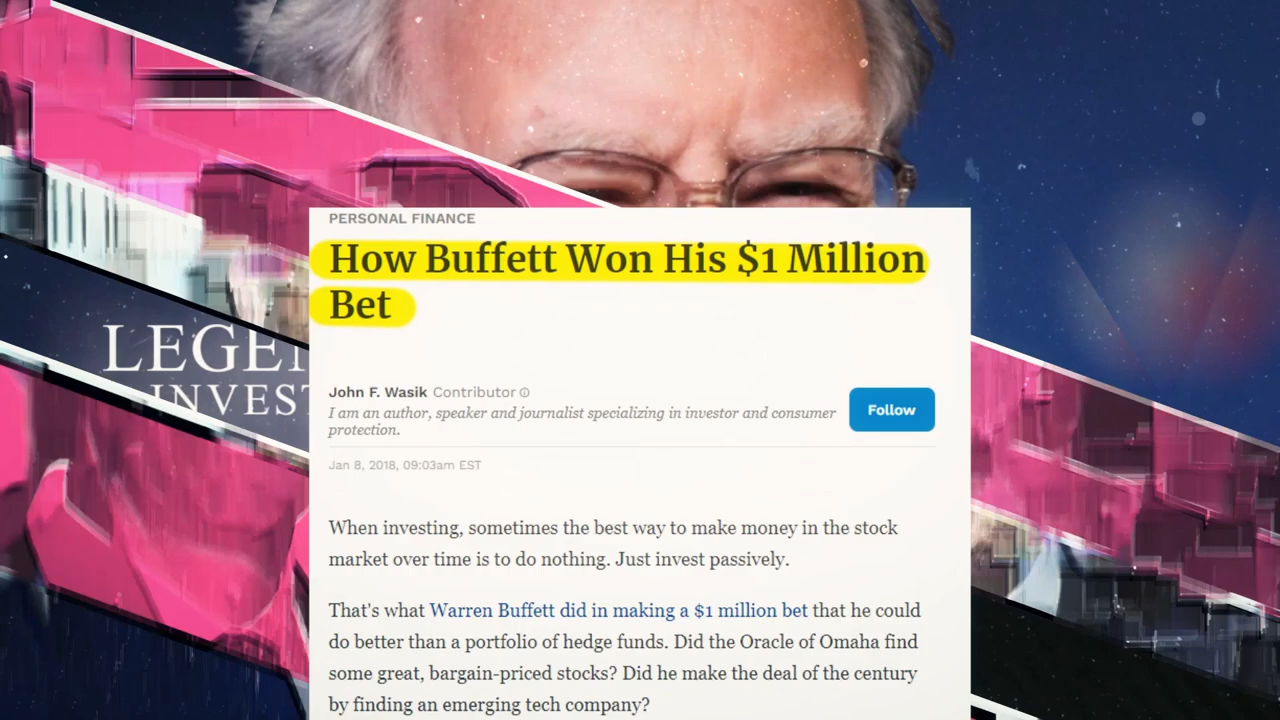 PERSONAL FINANCE
How Buffett Won His $1 Million
Bet
LEGEN
INVEST
John F. Wasik Contributor
I am an author, speaker and journalist specializing in investor and consumer
protection.
Follow
Jan 8, 2018, 09:03am EST
When investing, sometimes the best way to make money in the stock
market over time is to do nothing. Just invest passively.
That's what Warren Buffett did in making a $1 million bet that he could
do better than a portfolio of hedge funds. Did the Oracle of Omaha find
some great, bargain-priced stocks? Did he make the deal of the century
by finding an emerging tech company?